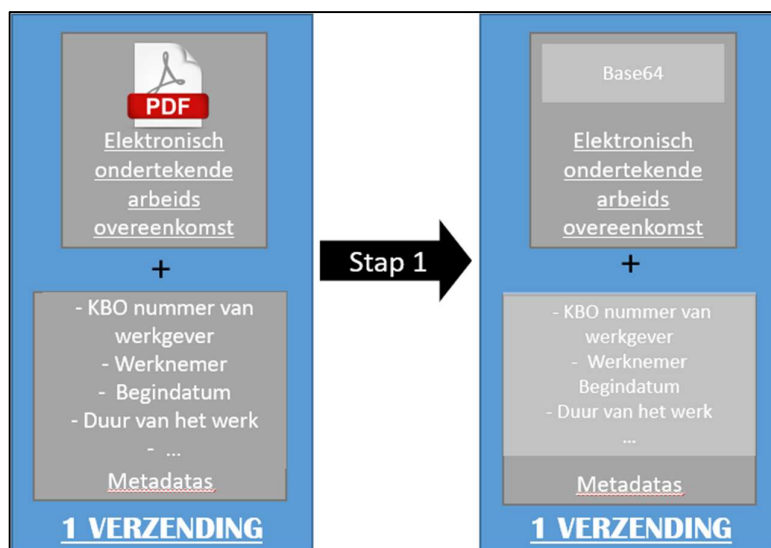 PDF
Elektronisch
ondertekende
arbeids
overeenkomst
+
- KBO nummer van
werkgever
- Werknemer
- Begindatum
- Duur van het werk
- ...
Metadatas
1 VERZENDING
Stap 1
Base64
Elektronisch
ondertekende
arbeids
overeenkomst
+
- KBO nummer van
werkgever
- Werknemer
Begindatum
- Duur van het werk
...
Metadatas
1 VERZENDING